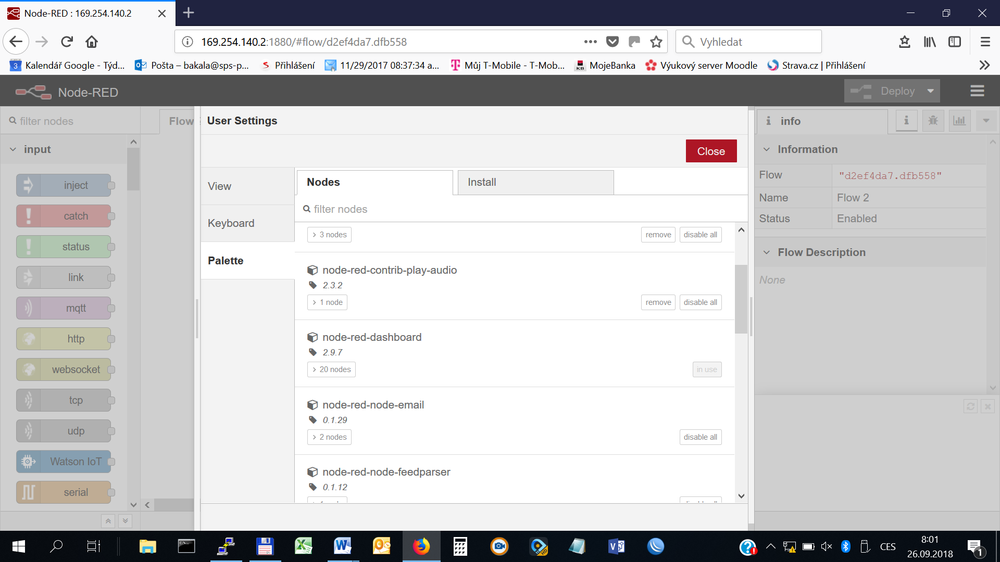 Node-RED : 169.254.140.2
169.254.140.2:1880/#flow/d2ef4da7.dfb558
Vyhledat
3 Kalendář Google - Týd...
Pošta – bakala@sps-p...
Přihlášení
11/29/2017 08:37:34 a...
Můj T-Mobile - T-Mob...
KB MojeBanka
Výukový server Moodle
Strava.cz | Přihlášení
Node-RED
Deploy
filter nodes
Flow
input
inject
catch
status
link
mqtt
http
websocket
tcp
udp
Watson IoT
serial
User Settings
Close
View
Keyboard
Palette
Nodes
Install
filter nodes
3 nodes
remove
disable all
node-red-contrib-play-audio
2.3.2
1 node
remove
disable all
node-red-dashboard
2.9.7
20 nodes
in use
node-red-node-email
0.1.29
2 nodes
disable all
node-red-node-feedparser
0.1.12
info
Information
Flow "d2ef4da7.dfb558"
Name Flow 2
Status Enabled
Flow Description
None
CES
8:01
26.09.2018
1